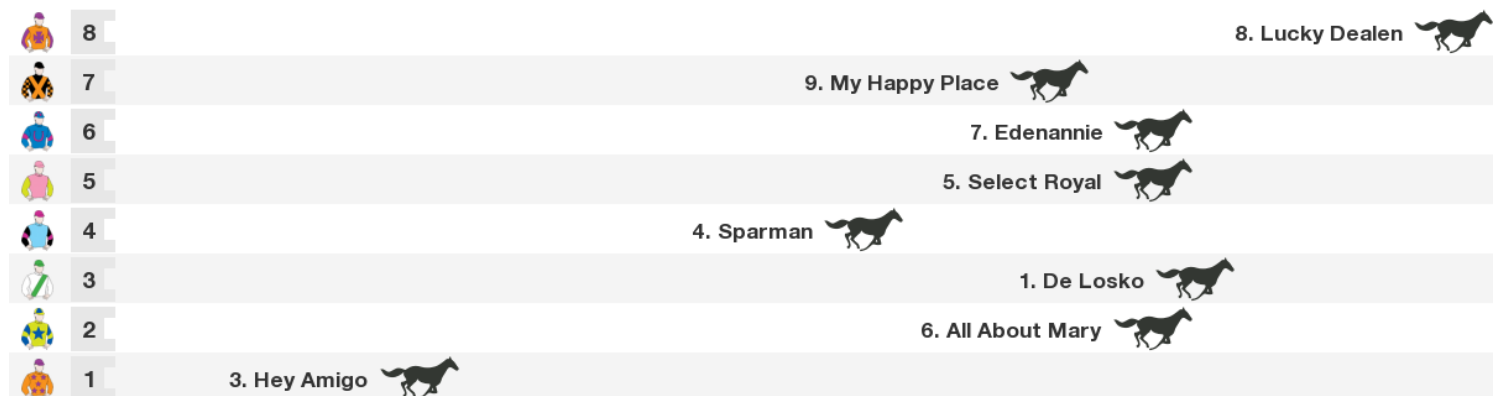 8 8. Lucky Dealen
7 9. My Happy Place
6 7. Edenannie
5 5. Select Royal
4 4. Sparman
3 1. De Losko
2 6. All About Mary
1 3. Hey Amigo